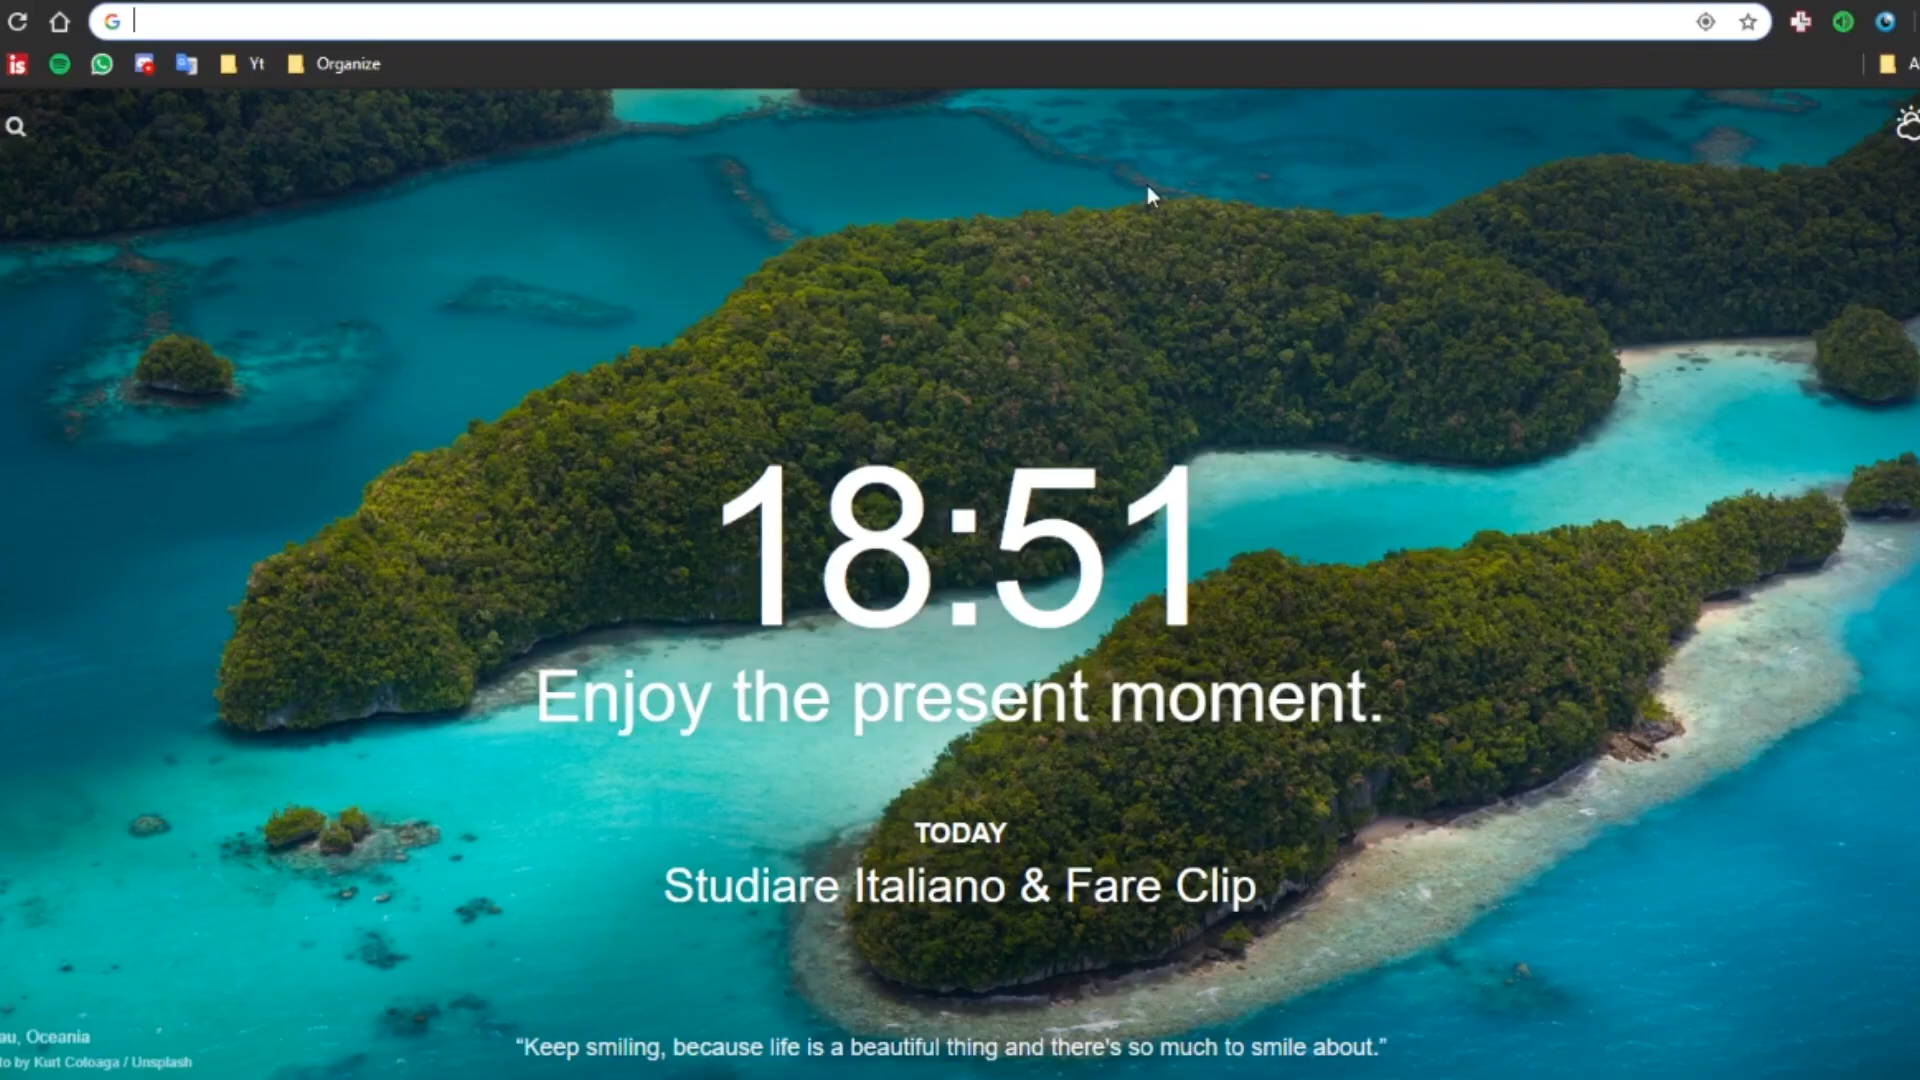 is Yt Organize A
18:51
Enjoy the present moment.
TODAY
Studiare Italiano & Fare Clip
au, Oceania
“Keep smiling, because life is a beautiful thing and there's so much to smile about.”
to by Kurt Cotoaga / Unsplash